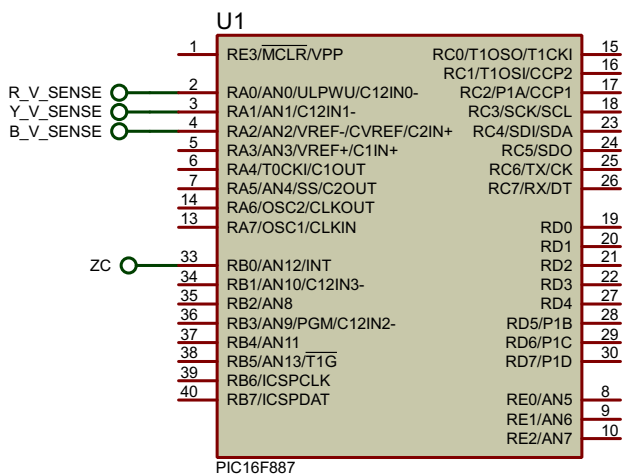 U1
1 RE3/MCLR/VPP RC0/T1OSO/T1CKI 15
RC1/T1OSI/CCP2 16
R_V_SENSE 2 RA0/AN0/ULPWU/C12IN0- RC2/P1A/CCP1 17
Y_V_SENSE 3 RA1/AN1/C12IN1- RC3/SCK/SCL 18
B_V_SENSE 4 RA2/AN2/VREF-/CVREF/C2IN+ RC4/SDI/SDA 23
5 RA3/AN3/VREF+/C1IN+ RC5/SDO 24
6 RA4/T0CKI/C1OUT RC6/TX/CK 25
7 RA5/AN4/SS/C2OUT RC7/RX/DT 26
14 RA6/OSC2/CLKOUT
13 RA7/OSC1/CLKIN RD0 19
RD1 20
ZC 33 RB0/AN12/INT RD2 21
34 RB1/AN10/C12IN3- RD3 22
35 RB2/AN8 RD4 27
36 RB3/AN9/PGM/C12IN2- RD5/P1B 28
37 RB4/AN11 RD6/P1C 29
38 RB5/AN13/T1G RD7/P1D 30
39 RB6/ICSPCLK
40 RB7/ICSPDAT RE0/AN5 8
RE1/AN6 9
RE2/AN7 10
PIC16F887